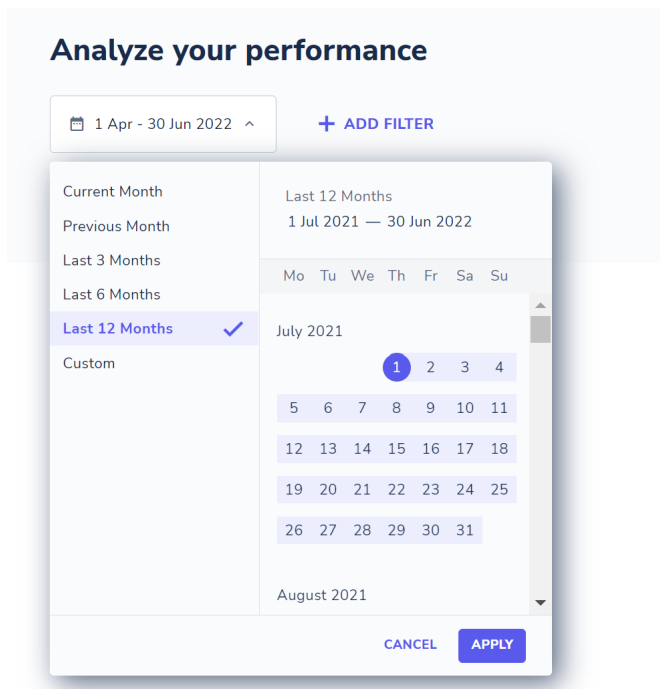 Analyze your performance
1 Apr - 30 Jun 2022
ADD FILTER
Current Month
Previous Month
Last 3 Months
Last 6 Months
Last 12 Months
Custom
Last 12 Months
1 Jul 2021 — 30 Jun 2022
Mo Tu We Th Fr Sa Su
July 2021
1 2 3 4
5 6 7 8 9 10 11
12 13 14 15 16 17 18
19 20 21 22 23 24 25
26 27 28 29 30 31
August 2021
CANCEL APPLY